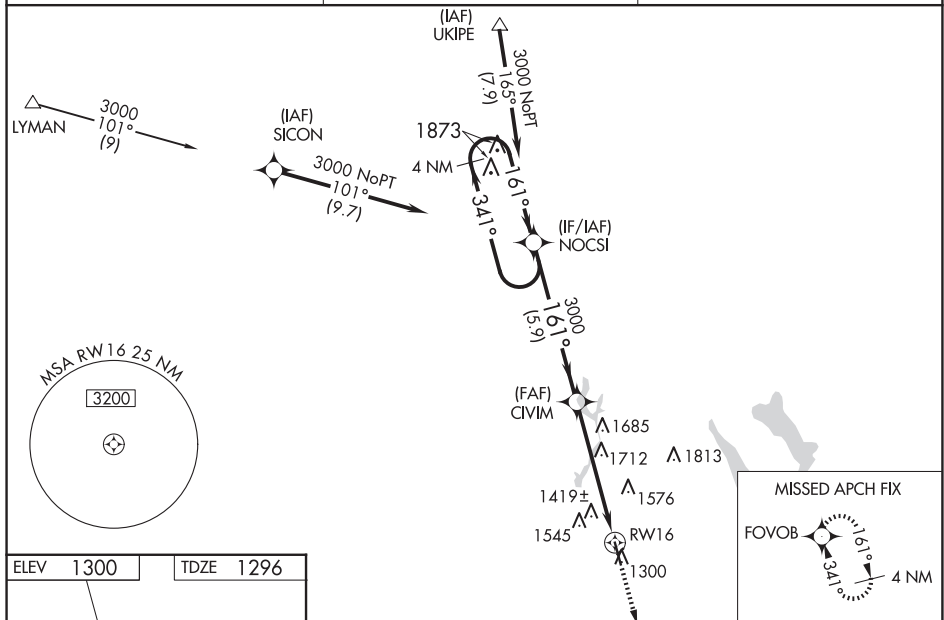 (IAF)
UKIPE
3000 NoPT
165°
(7.9)
LYMAN
3000
101°
(9)
(IAF)
SICON
3000 NoPT
101°
(9.7)
1873
4 NM
161°
341°
(IF/IAF)
NOCSI
3000
161°
(5.9)
MSA RW16 25 NM
3200
(FAF)
CIVIM
1685
1712
1813
1576
1419±
1545
RW16
1300
MISSED APCH FIX
FOVOB
161°
341°
4 NM
ELEV 1300
TDZE 1296